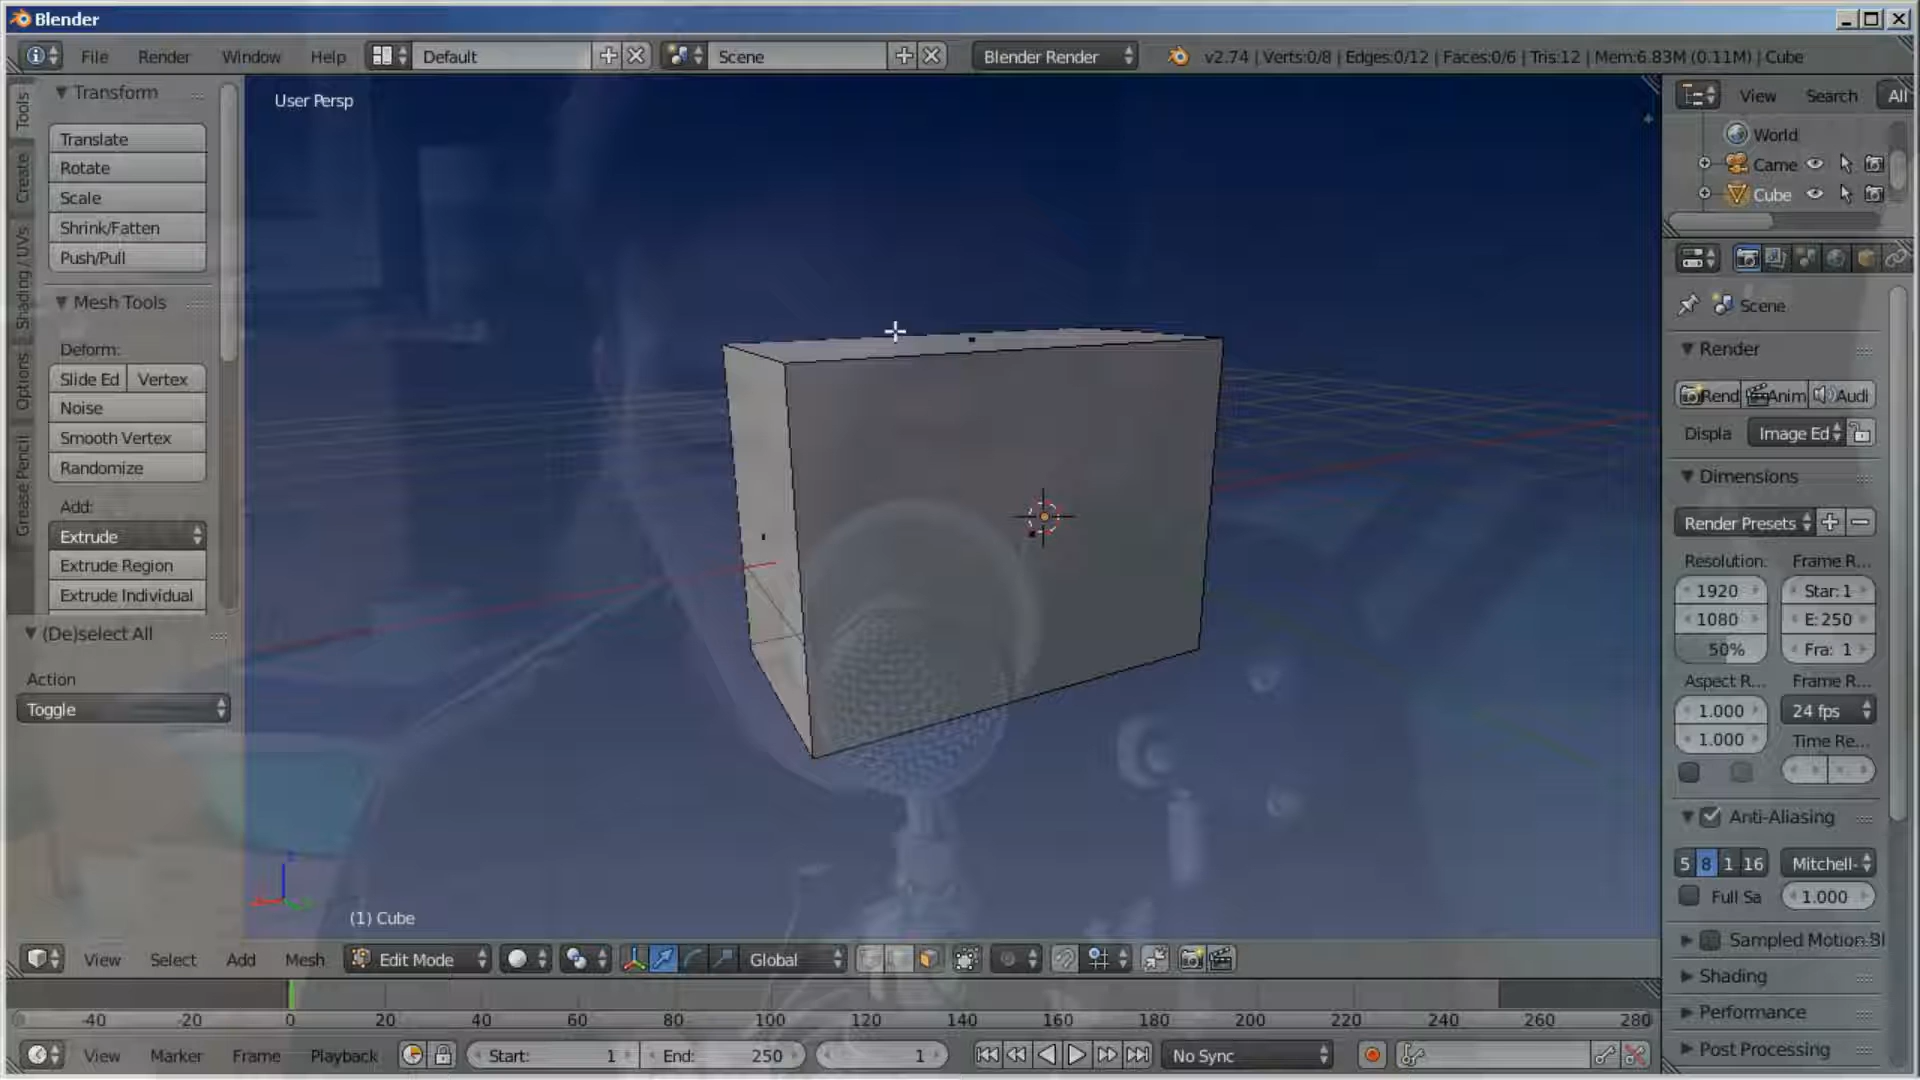 Blender
File Render Window Help Default Scene Blender Render v2.74 | Verts:0/8 | Edges:0/12 | Faces:0/6 | Tris:12 | Mem:6.83M (0.11M) | Cube
Tools
Create
Shading / UVs
Options
Grease Pencil
Transform
Translate
Rotate
Scale
Shrink/Fatten
Push/Pull
Mesh Tools
Deform:
Slide Ed Vertex
Noise
Smooth Vertex
Randomize
Add:
Extrude
Extrude Region
Extrude Individual
(De)select All
Action
Toggle
User Persp
(1) Cube
View Search All
World
Came
Cube
Scene
Render
Rend Anim Audi
Displa Image Ed
Dimensions
Render Presets
Resolution: Frame R...
1920 Star: 1
1080 E: 250
50% Fra: 1
Aspect R... Frame R...
1.000 24 fps
1.000 Time Re...
Anti-Aliasing
5 8 1 16 Mitchell-
Full Sa 1.000
Sampled Motion Bl
Shading
Performance
Post Processing
View Select Add Mesh Edit Mode Global
-40 -20 0 20 40 60 80 100 120 140 160 180 200 220 240 260 280
View Marker Frame Playback Start: 1 End: 250 1 No Sync